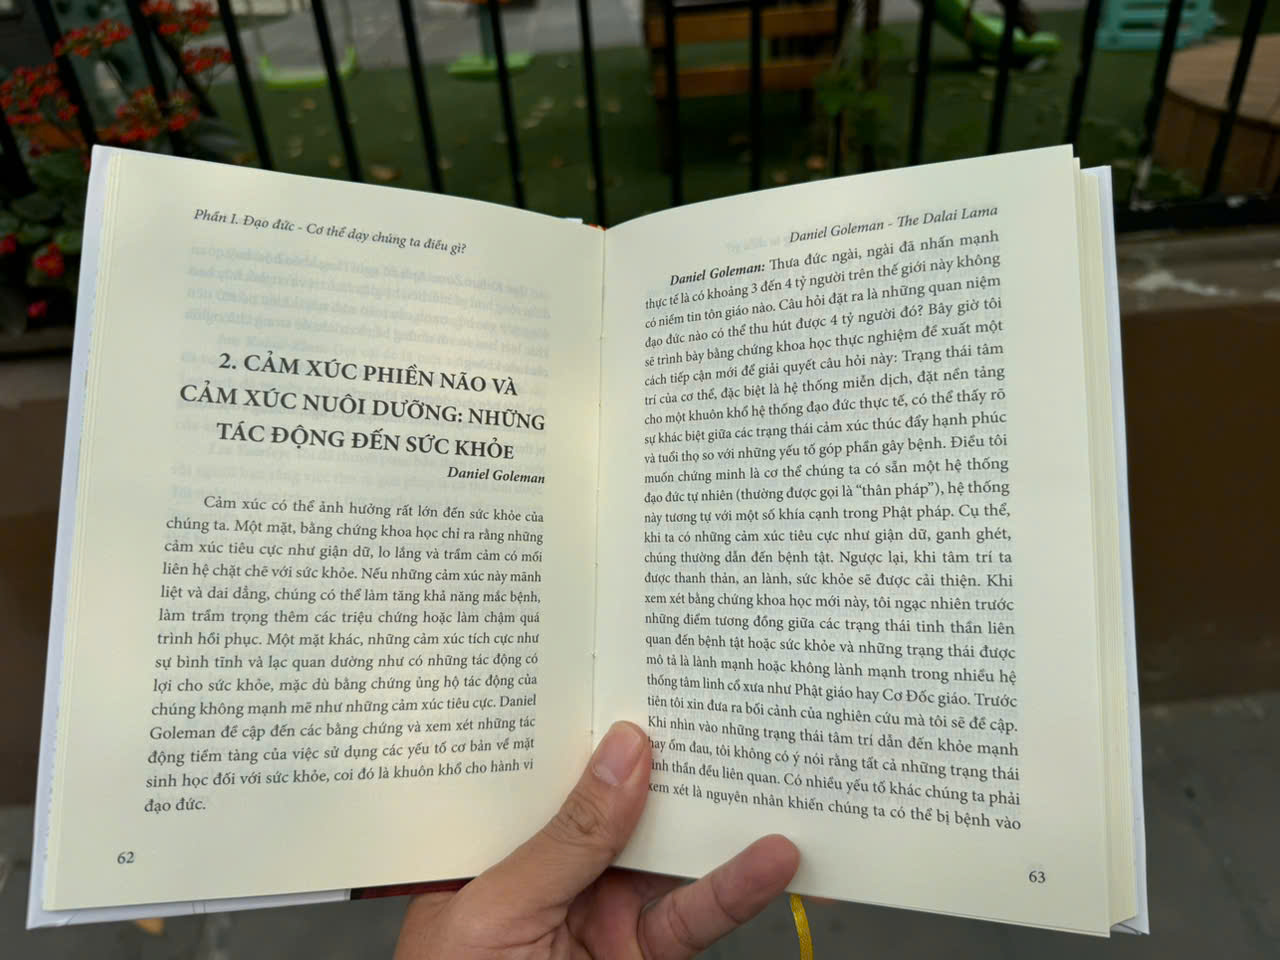 Phần I. Đạo đức - Cơ thể dạy chúng ta điều gì?
2. CẢM XÚC PHIỀN NÃO VÀ
CẢM XÚC NUÔI DƯỠNG: NHỮNG
TÁC ĐỘNG ĐẾN SỨC KHỎE
Daniel Goleman
Cảm xúc có thể ảnh hưởng rất lớn đến sức khỏe của
chúng ta. Một mặt, bằng chứng khoa học chỉ ra rằng những
cảm xúc tiêu cực như giận dữ, lo lắng và trầm cảm có mối
liên hệ chặt chẽ với sức khỏe. Nếu những cảm xúc này mãnh
liệt và dai dẳng, chúng có thể làm tăng khả năng mắc bệnh,
làm trầm trọng thêm các triệu chứng hoặc làm chậm quá
trình hồi phục. Một mặt khác, những cảm xúc tích cực như
sự bình tĩnh và lạc quan dường như có những tác động có
lợi cho sức khỏe, mặc dù bằng chứng ủng hộ tác động của
chúng không mạnh mẽ như những cảm xúc tiêu cực. Daniel
Goleman đề cập đến các bằng chứng và xem xét những tác
động tiềm tàng của việc sử dụng các yếu tố cơ bản về mặt
sinh học đối với sức khỏe, coi đó là khuôn khổ cho hành vi
đạo đức.
62
Daniel Goleman - The Dalai Lama
Daniel Goleman: Thưa đức ngài, ngài đã nhấn mạnh
thực tế là có khoảng 3 đến 4 tỷ người trên thế giới này không
có niềm tin tôn giáo nào. Câu hỏi đặt ra là những quan niệm
đạo đức nào có thể thu hút được 4 tỷ người đó? Bây giờ tôi
sẽ trình bày bằng chứng khoa học thực nghiệm đề xuất một
cách tiếp cận mới để giải quyết câu hỏi này: Trạng thái tâm
trí của cơ thể, đặc biệt là hệ thống miễn dịch, đặt nền tảng
cho một khuôn khổ hệ thống đạo đức thực tế, có thể thấy rõ
sự khác biệt giữa các trạng thái cảm xúc thúc đẩy hạnh phúc
và tuổi thọ so với những yếu tố góp phần gây bệnh. Điều tôi
muốn chứng minh là cơ thể chúng ta có sẵn một hệ thống
đạo đức tự nhiên (thường được gọi là “thân pháp”), hệ thống
này tương tự với một số khía cạnh trong Phật pháp. Cụ thể,
khi ta có những cảm xúc tiêu cực như giận dữ, ganh ghét,
chúng thường dẫn đến bệnh tật. Ngược lại, khi tâm trí ta
được thanh thản, an lành, sức khỏe sẽ được cải thiện. Khi
xem xét bằng chứng khoa học mới này, tôi ngạc nhiên trước
những điểm tương đồng giữa các trạng thái tinh thần liên
quan đến bệnh tật hoặc sức khỏe và những trạng thái được
mô tả là lành mạnh hoặc không lành mạnh trong nhiều hệ
thống tâm linh cổ xưa như Phật giáo hay Cơ Đốc giáo. Trước
tiên tôi xin đưa ra bối cảnh của nghiên cứu mà tôi sẽ đề cập.
Khi nhìn vào những trạng thái tâm trí dẫn đến khỏe mạnh
hay ốm đau, tôi không có ý nói rằng tất cả những trạng thái
tinh thần đều liên quan. Có nhiều yếu tố khác chúng ta phải
xem xét là nguyên nhân khiến chúng ta có thể bị bệnh vào
63